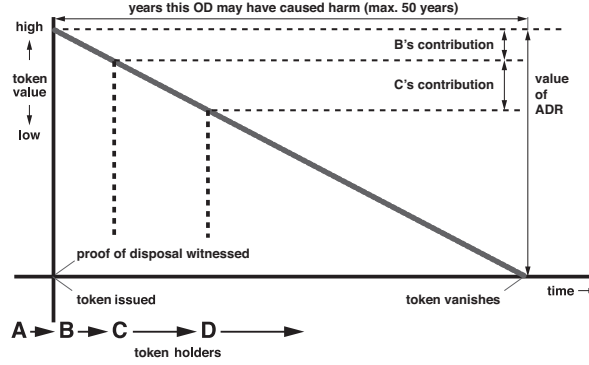 years this OD may have caused harm (max. 50 years)
high
token
value
low
B's contribution
C's contribution
value
of
ADR
proof of disposal witnessed
token issued
token vanishes
time →
A B C D
token holders